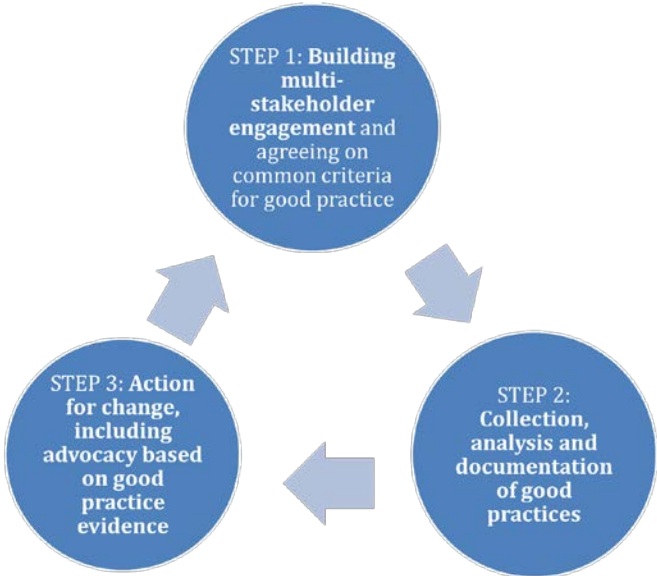 STEP 1: Building
multi-
stakeholder
engagement and
agreeing on
common criteria
for good practice
STEP 2:
Collection,
analysis and
documentation
of good
practices
STEP 3: Action
for change,
including
advocacy based
on good
practice
evidence